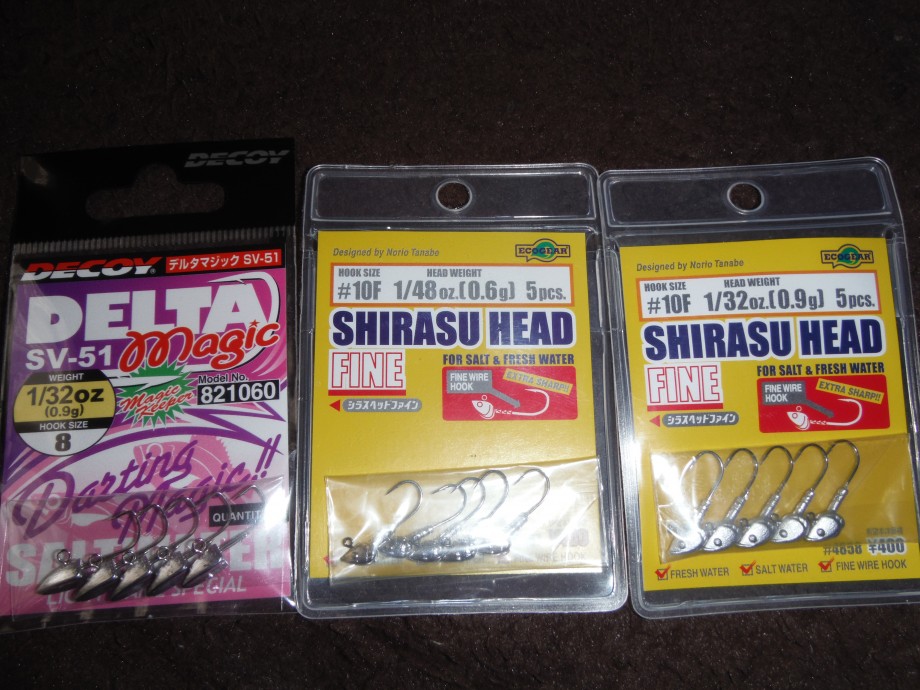 DECOY
DECOY デルタマジック SV-51
DELTA
SV-51 Magic
WEIGHT
1/32oz
(0.9g)
HOOK SIZE
8
Magic
Keeper
Model No.
821060
Darting
Magic!!
SPECIAL
Designed by Norio Tanabe
ECOGEAR
HOOK SIZE HEAD WEIGHT
#10F 1/48oz.(0.6g) 5pcs.
SHIRASU HEAD
FOR SALT & FRESH WATER
FINE
FINE WIRE
HOOK
EXTRA SHARP!!
シラスヘッドファイン
Designed by Norio Tanabe
ECOGEAR
HOOK SIZE HEAD WEIGHT
#10F 1/32oz.(0.9g) 5pcs.
SHIRASU HEAD
FOR SALT & FRESH WATER
FINE
FINE WIRE
HOOK
EXTRA SHARP!!
シラスヘッドファイン
#4858 ¥400
FRESH WATER SALT WATER FINE WIRE HOOK